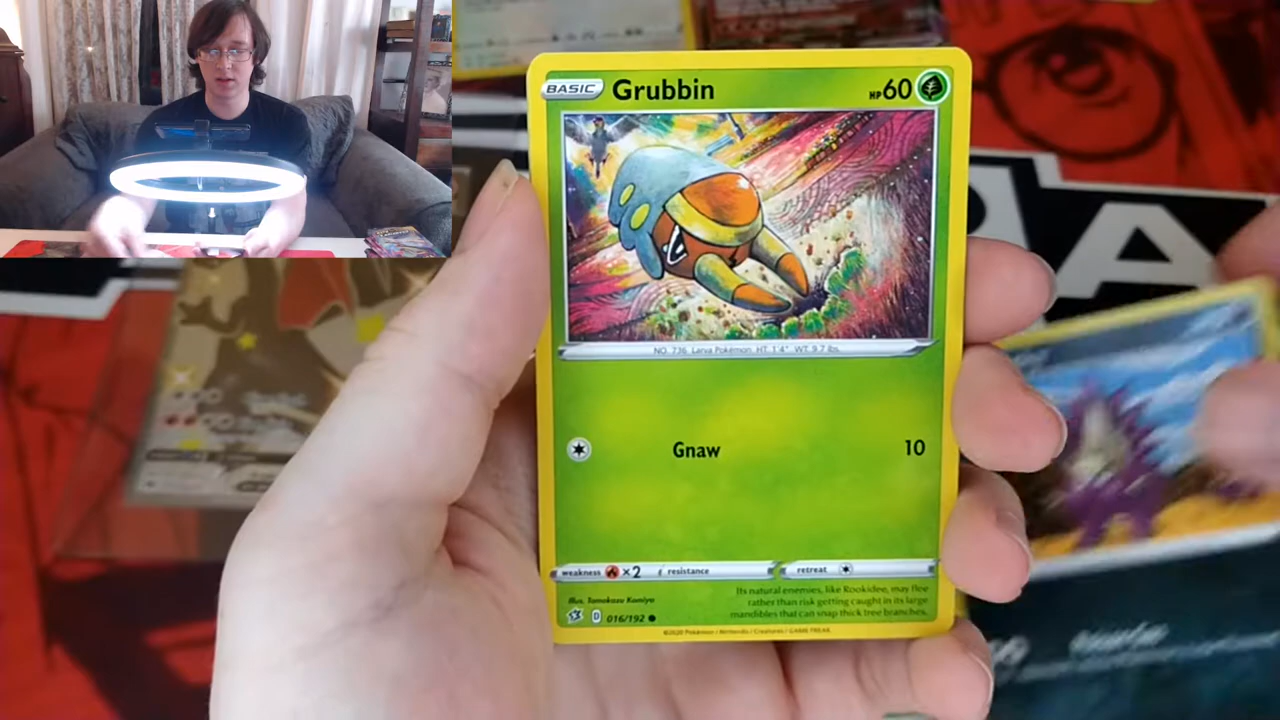 BASIC Grubbin HP60
NO. 736 Larva Pokémon HT. 1'4" WT. 9.7 lbs.
Gnaw 10
weakness ×2 resistance retreat
Illus. Tomokazu Komiya
Its natural enemies, like Rookidee, may flee
rather than risk getting caught in its large
mandibles that can snap thick tree branches.
D 016/192
©2020 Pokémon / Nintendo / Creatures / GAME FREAK
A